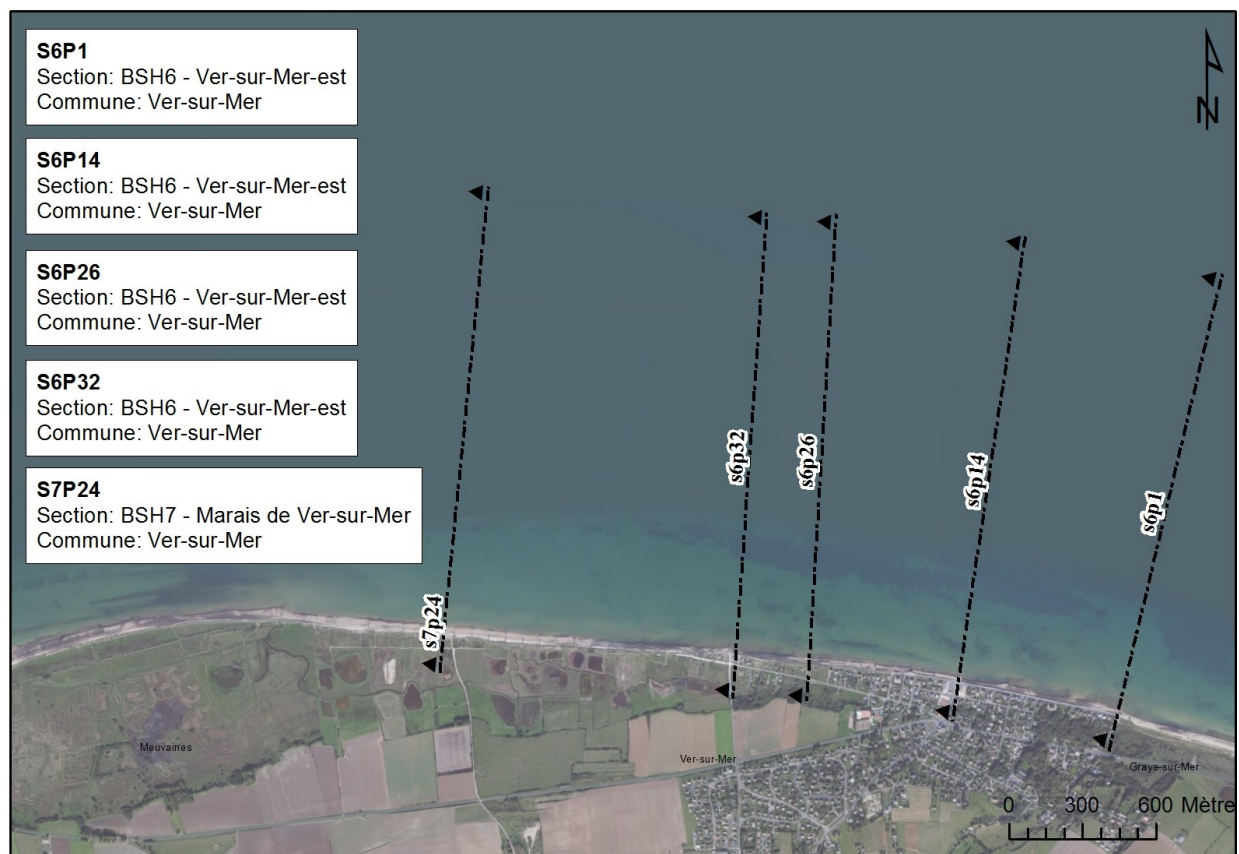 S6P1
Section: BSH6 - Ver-sur-Mer-est
Commune: Ver-sur-Mer
S6P14
Section: BSH6 - Ver-sur-Mer-est
Commune: Ver-sur-Mer
S6P26
Section: BSH6 - Ver-sur-Mer-est
Commune: Ver-sur-Mer
S6P32
Section: BSH6 - Ver-sur-Mer-est
Commune: Ver-sur-Mer
S7P24
Section: BSH7 - Marais de Ver-sur-Mer
Commune: Ver-sur-Mer
N
s7p24
s6p32
s6p26
s6p14
s6p1
Meuvaines
Ver-sur-Mer
Graye-sur-Mer
0 300 600 Mètre